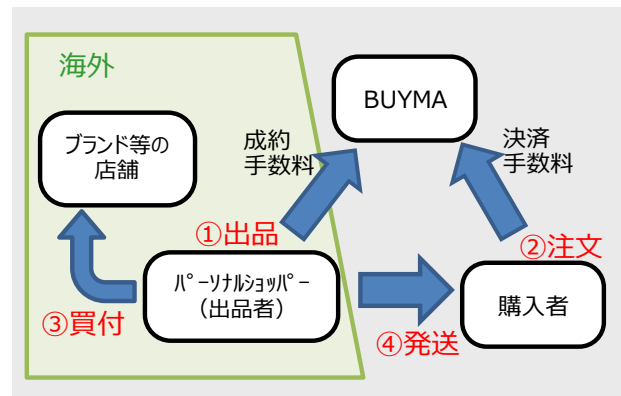 海外
BUYMA
ブランド等の
店舗
成約
手数料
決済
手数料
①出品
②注文
ﾊﾟｰｿﾅﾙｼｮｯﾊﾟｰ
（出品者）
購入者
③買付
④発送